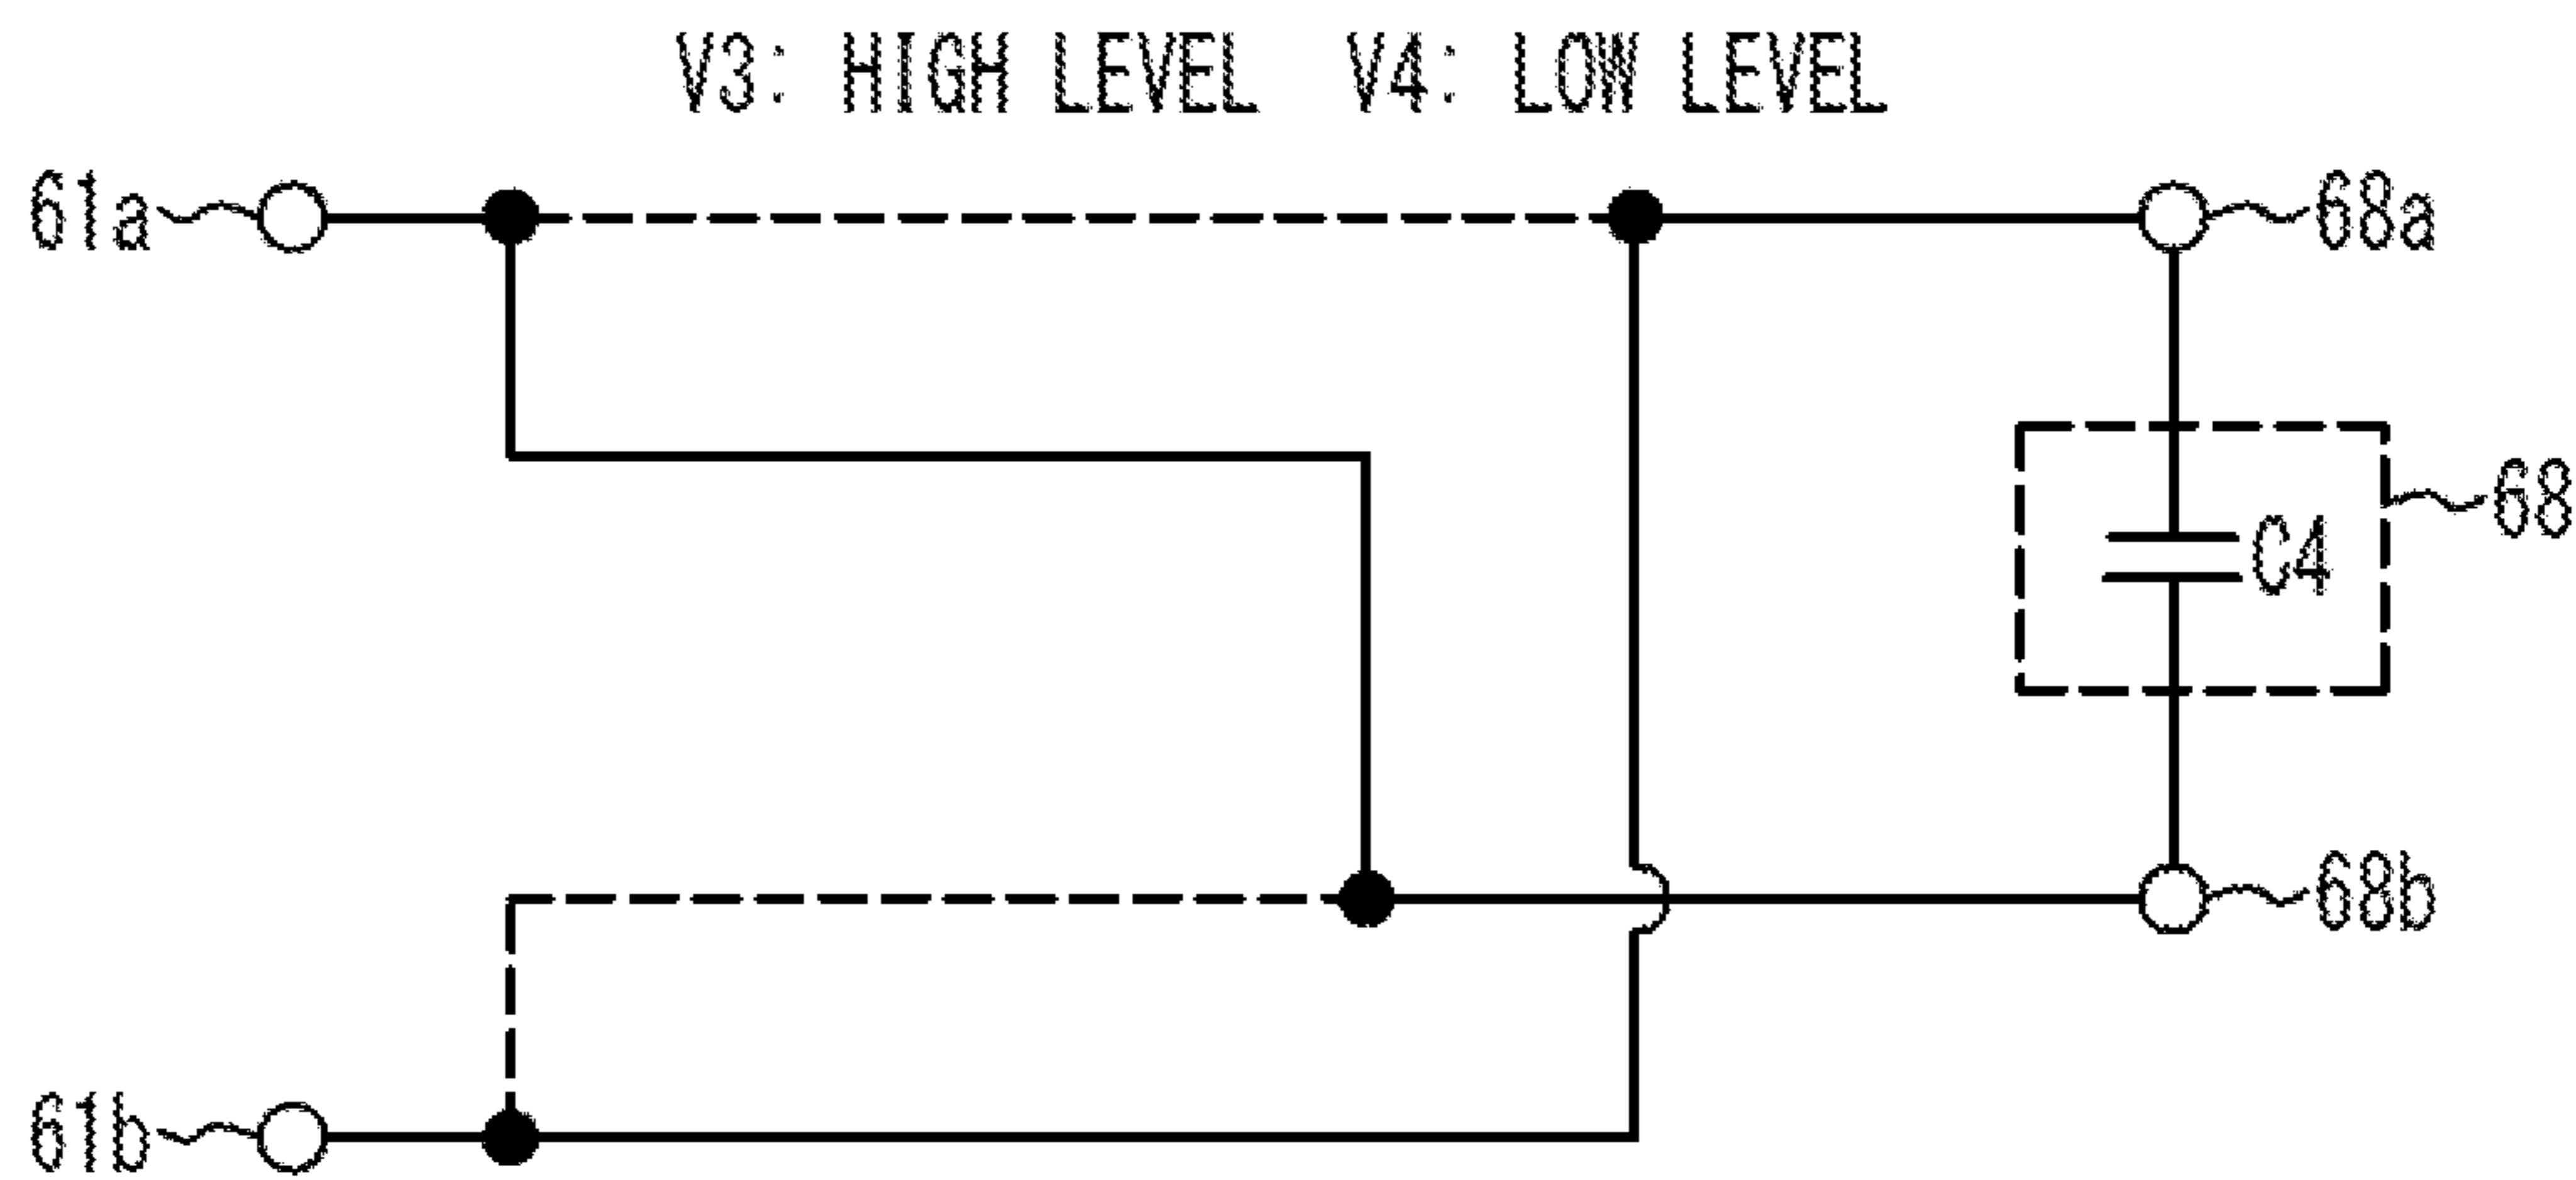 V3: HIGH LEVEL V4: LOW LEVEL
61a
68a
68
C4
68b
61b